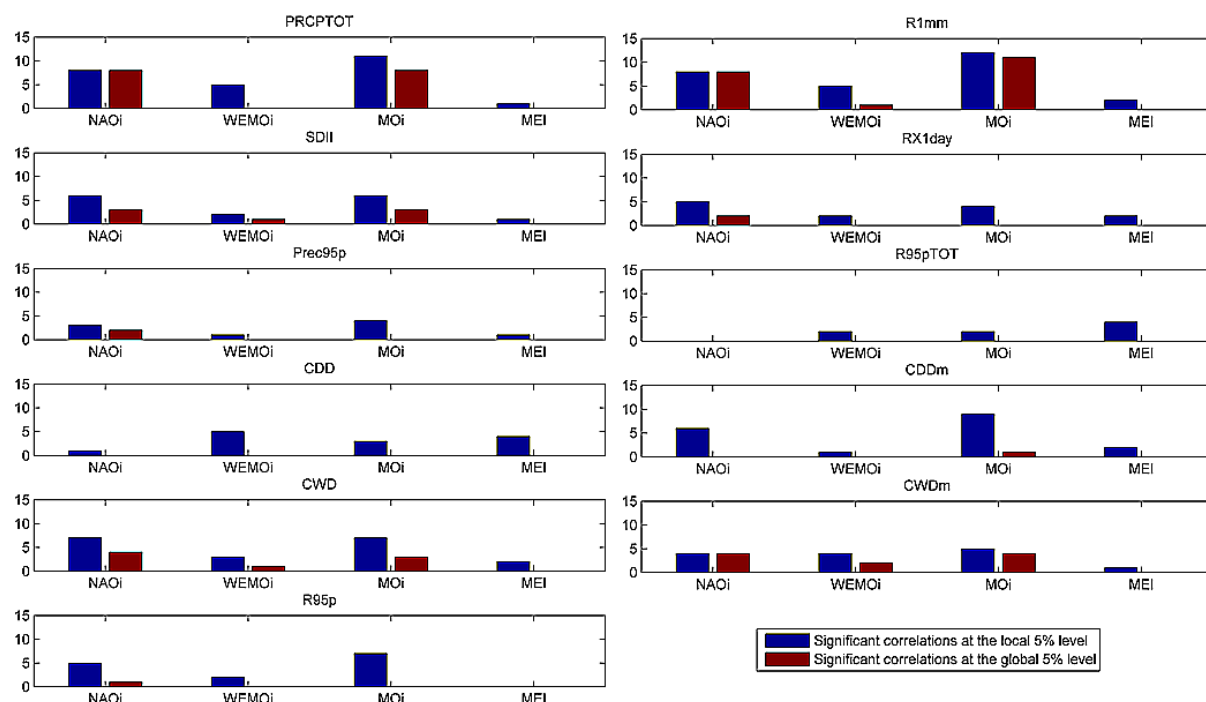 PRCPTOT
15
10
5
0
NAOi WEMOi MOi MEI
R1mm
15
10
5
0
NAOi WEMOi MOi MEI
SDII
15
10
5
0
NAOi WEMOi MOi MEI
RX1day
15
10
5
0
NAOi WEMOi MOi MEI
Prec95p
15
10
5
0
NAOi WEMOi MOi MEI
R95pTOT
15
10
5
0
NAOi WEMOi MOi MEI
CDD
15
10
5
0
NAOi WEMOi MOi MEI
CDDm
15
10
5
0
NAOi WEMOi MOi MEI
CWD
15
10
5
0
NAOi WEMOi MOi MEI
CWDm
15
10
5
0
NAOi WEMOi MOi MEI
R95p
15
10
5
0
NAOi WEMOi MOi MEI
Significant correlations at the local 5% level
Significant correlations at the global 5% level